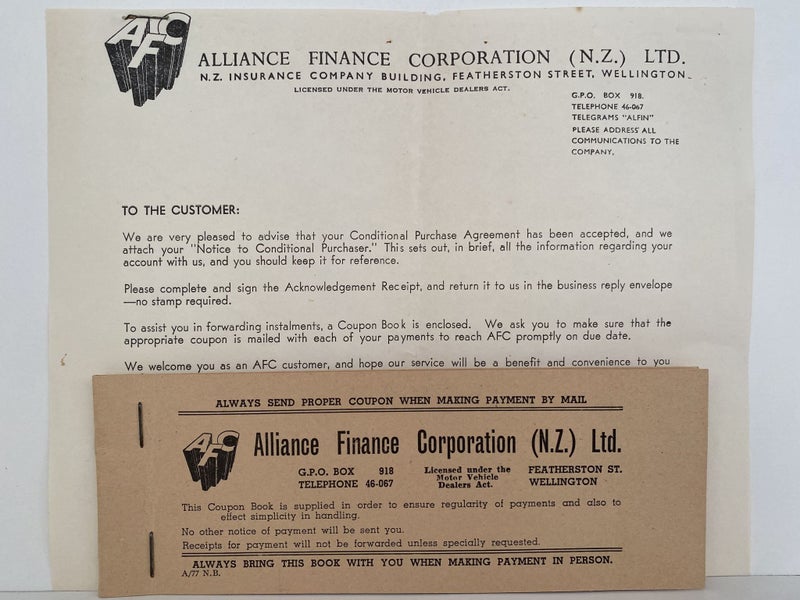 AFC
ALLIANCE FINANCE CORPORATION (N.Z.) LTD.
N.Z. INSURANCE COMPANY BUILDING, FEATHERSTON STREET, WELLINGTON
LICENSED UNDER THE MOTOR VEHICLE DEALERS ACT.
G.P.O. BOX 918.
TELEPHONE 46-067
TELEGRAMS "ALFIN"
PLEASE ADDRESS ALL
COMMUNICATIONS TO THE
COMPANY.
TO THE CUSTOMER:
We are very pleased to advise that your Conditional Purchase Agreement has been accepted, and we
attach your "Notice to Conditional Purchaser." This sets out, in brief, all the information regarding your
account with us, and you should keep it for reference.
Please complete and sign the Acknowledgement Receipt, and return it to us in the business reply envelope
—no stamp required.
To assist you in forwarding instalments, a Coupon Book is enclosed. We ask you to make sure that the
appropriate coupon is mailed with each of your payments to reach AFC promptly on due date.
We welcome you as an AFC customer, and hope our service will be a benefit and convenience to you
ALWAYS SEND PROPER COUPON WHEN MAKING PAYMENT BY MAIL
AFC
Alliance Finance Corporation (N.Z.) Ltd.
G.P.O. BOX 918
TELEPHONE 46-067
Licensed under the
Motor Vehicle
Dealers Act.
FEATHERSTON ST.
WELLINGTON
This Coupon Book is supplied in order to ensure regularity of payments and also to
effect simplicity in handling.
No other notice of payment will be sent you.
Receipts for payment will not be forwarded unless specially requested.
ALWAYS BRING THIS BOOK WITH YOU WHEN MAKING PAYMENT IN PERSON.
A/77 N.B.